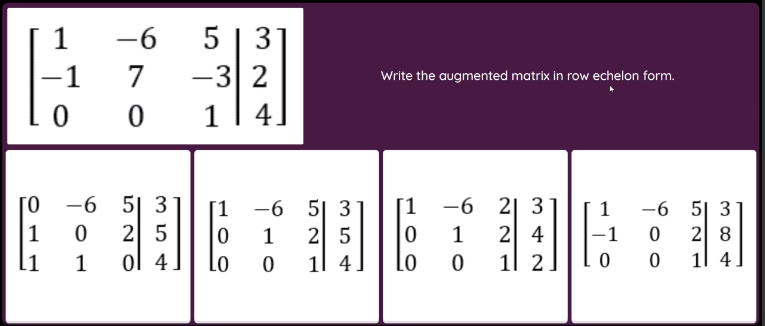 1 −6 5 | 3
−1 7 −3 | 2
0 0 1 | 4
Write the augmented matrix in row echelon form.
0 −6 5 | 3
1 0 2 | 5
1 1 0 | 4
1 −6 5 | 3
0 1 2 | 5
0 0 1 | 4
1 −6 2 | 3
0 1 2 | 4
0 0 1 | 2
1 −6 5 | 3
−1 0 2 | 8
0 0 1 | 4